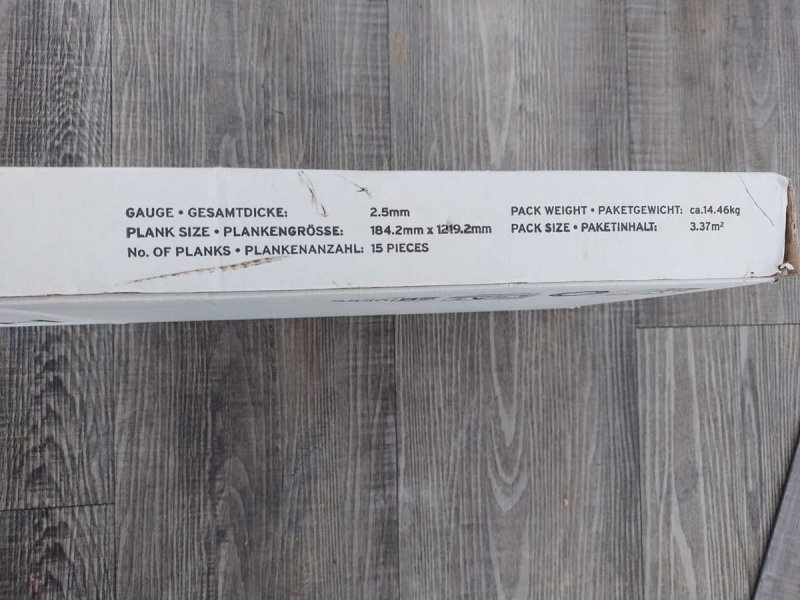 GAUGE • GESAMTDICKE: 2.5mm
PLANK SIZE • PLANKENGRÖSSE: 184.2mm x 1219.2mm
No. OF PLANKS • PLANKENANZAHL: 15 PIECES
PACK WEIGHT • PAKETGEWICHT: ca.14.46kg
PACK SIZE • PAKETINHALT: 3.37m²